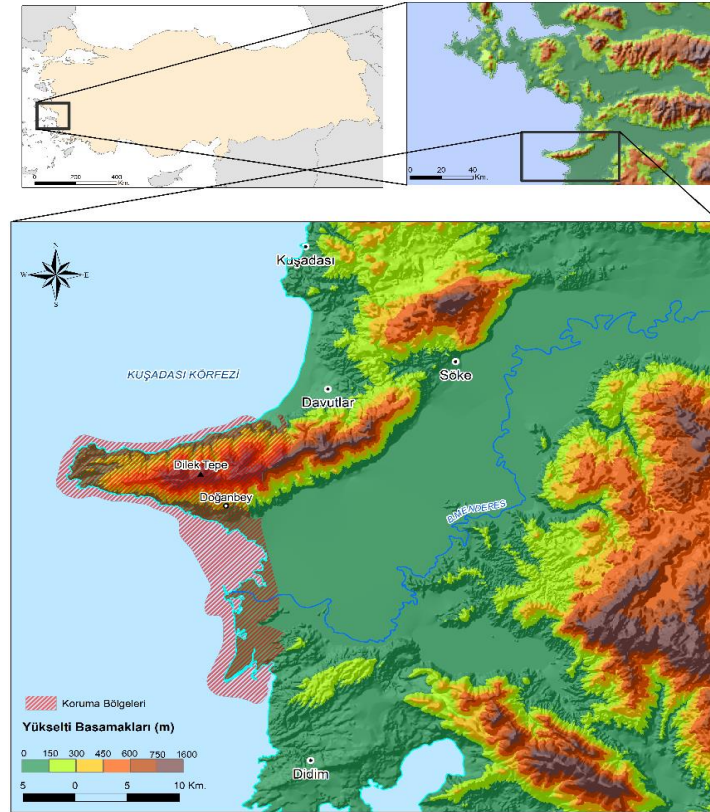 0 200 400
Km.
0 20 40
Km.
N
W E
S
Kuşadası
KUŞADASI KÖRFEZİ
Söke
Davutlar
Dilek Tepe
Doğanbey
B.MENDERES
Koruma Bölgeleri
Yükselti Basamakları (m)
0 150 300 450 600 750 1600
5 0 5 10 Km.
Didim